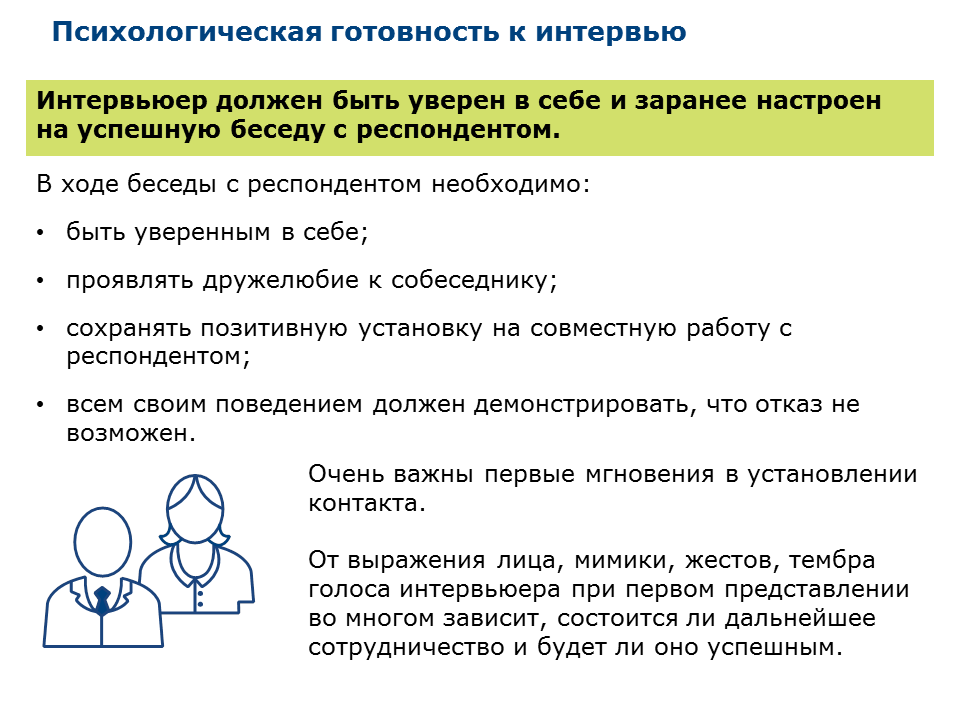 Психологическая готовность к интервью
Интервьюер должен быть уверен в себе и заранее настроен
на успешную беседу с респондентом.
В ходе беседы с респондентом необходимо:
• быть уверенным в себе;
• проявлять дружелюбие к собеседнику;
• сохранять позитивную установку на совместную работу с
респондентом;
• всем своим поведением должен демонстрировать, что отказ не
возможен.
Очень важны первые мгновения в установлении
контакта.
От выражения лица, мимики, жестов, тембра
голоса интервьюера при первом представлении
во многом зависит, состоится ли дальнейшее
сотрудничество и будет ли оно успешным.